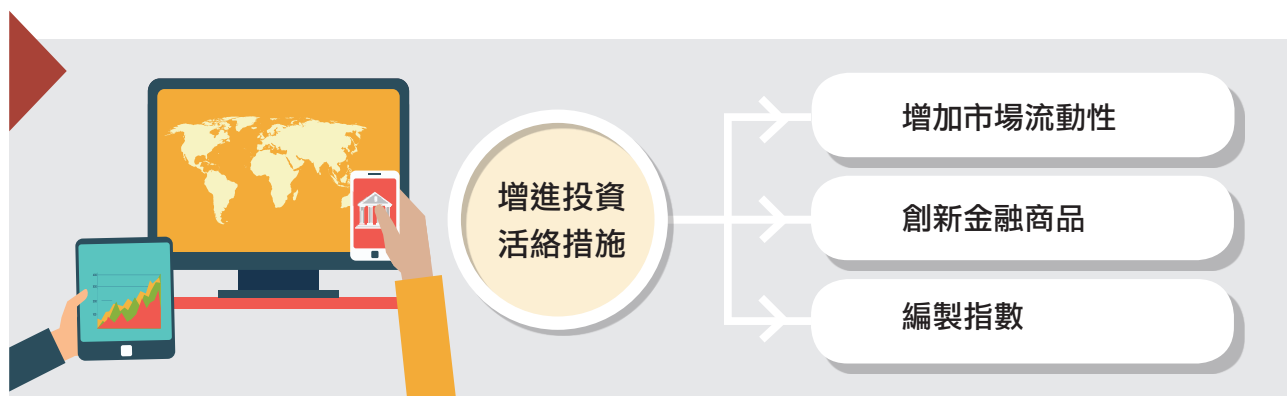 增進投資
活絡措施
增加市場流動性
創新金融商品
編製指數